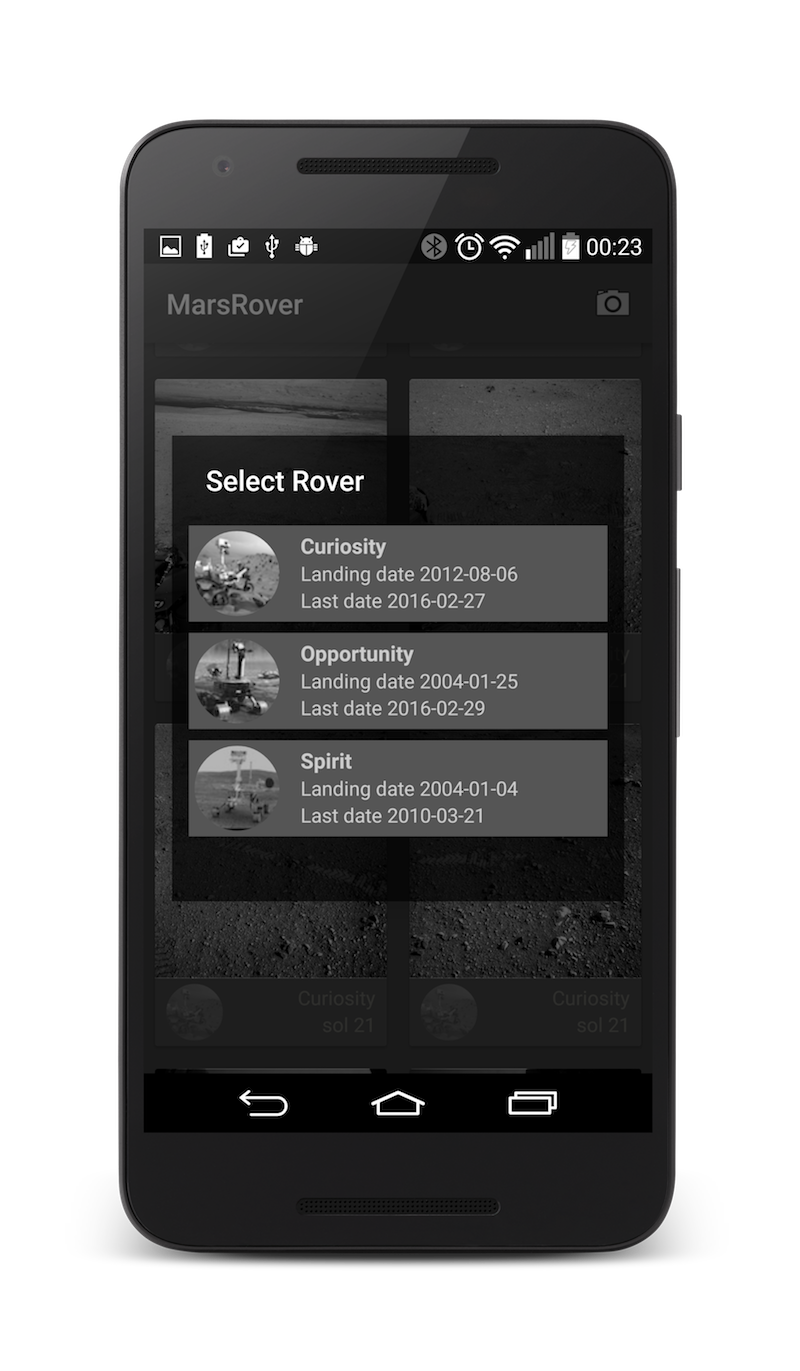 00:23
MarsRover
Select Rover
Curiosity
Landing date 2012-08-06
Last date 2016-02-27
Opportunity
Landing date 2004-01-25
Last date 2016-02-29
Spirit
Landing date 2004-01-04
Last date 2010-03-21
Curiosity
sol 21
Curiosity
sol 21